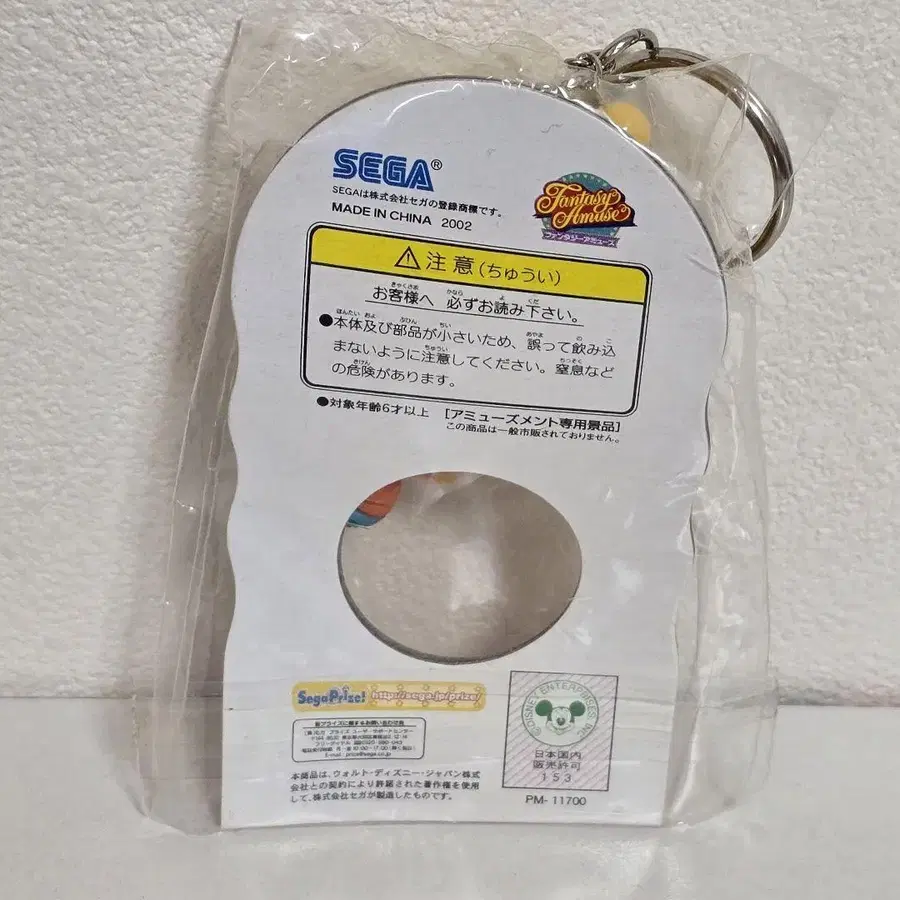 SEGA®
SEGAは株式会社セガの登録商標です。
MADE IN CHINA 2002
Fantasy Amuse
ファンタジーアミューズ
注意(ちゅうい)
お客様へ 必ずお読み下さい。
●本体及び部品が小さいため、誤って飲み込
まないように注意してください。窒息など
の危険があります。
●対象年齢6才以上 [アミューズメント専用景品]
この商品は一般市販されておりません。
SegaPrize! http://sega.jp/prize/
E-mail: prize@sega.co.jp
本商品は、ウォルト・ディズニー・ジャパン株式
会社との契約により許諾された著作権を使用
して、株式会社セガが製造したものです。
©DISNEY ENTERPRISES, INC.
日本国内
販売許可
153
PM-11700